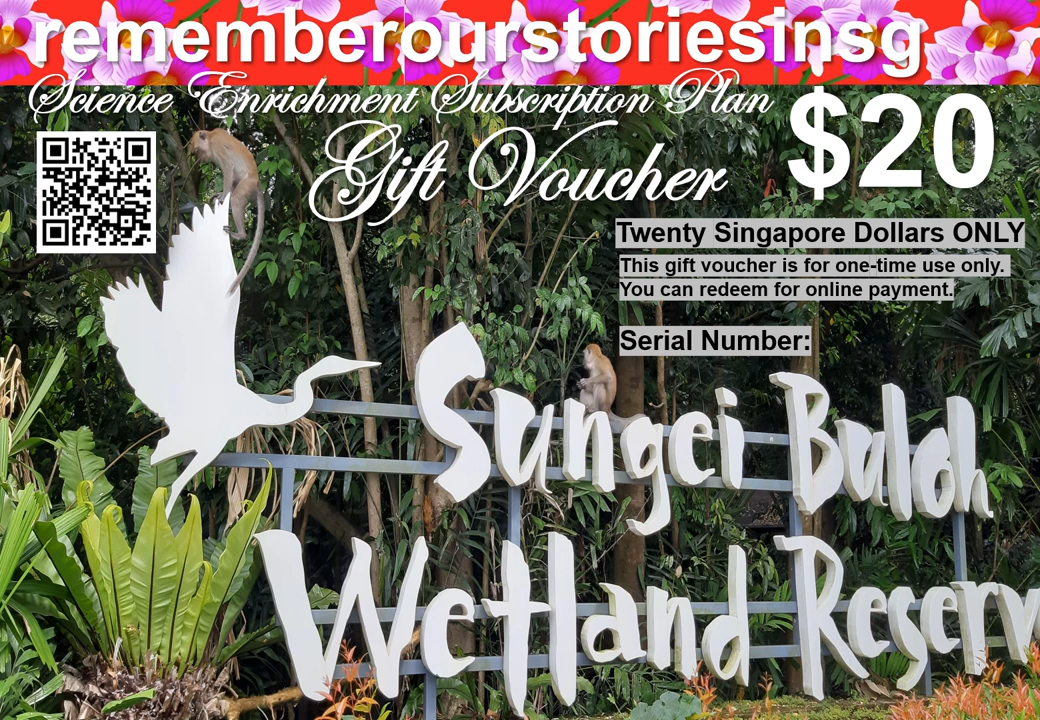 rememberourstoriesinsg
Science Enrichment Subscription Plan
Gift Voucher
$20
Twenty Singapore Dollars ONLY
This gift voucher is for one-time use only.
You can redeem for online payment.
Serial Number:
Sungei Buloh
Wetland Reserv